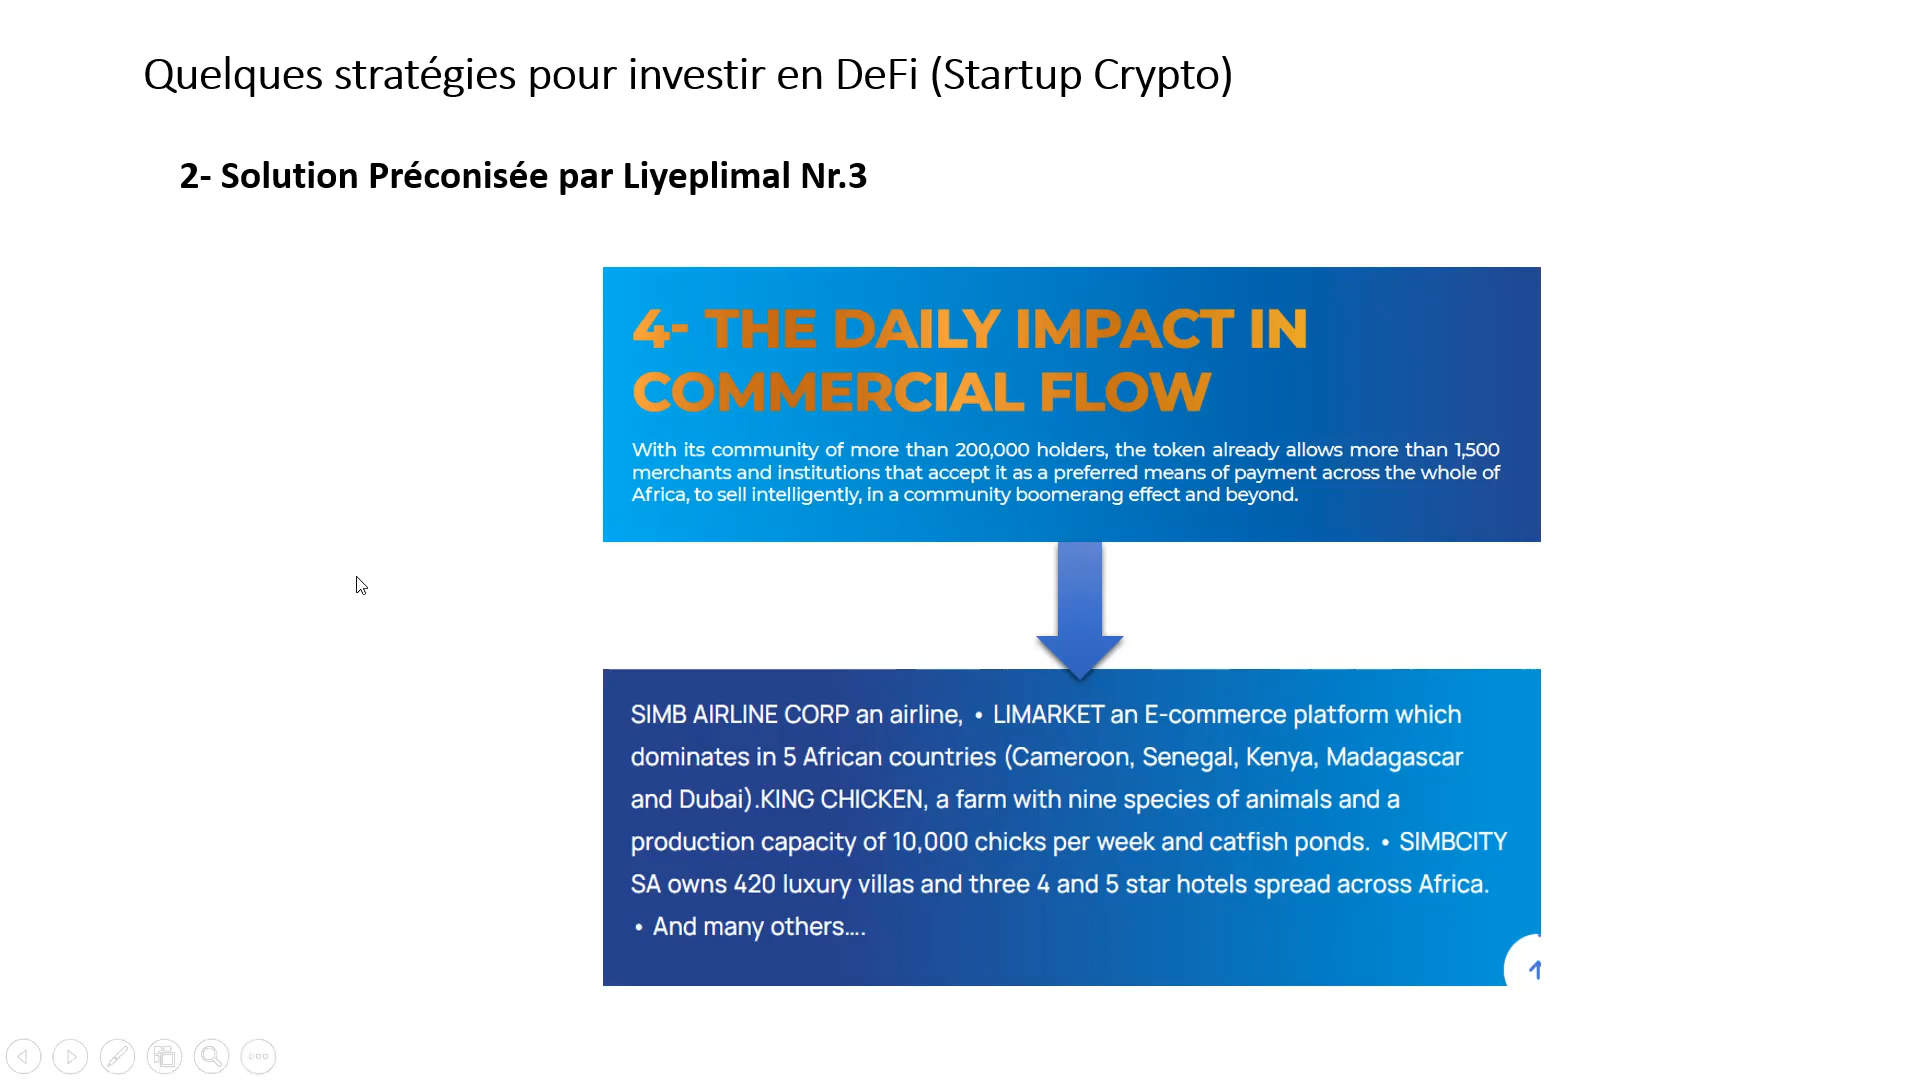 Quelques stratégies pour investir en DeFi (Startup Crypto)
2- Solution Préconisée par Liyeplimal Nr.3
4- THE DAILY IMPACT IN
COMMERCIAL FLOW
With its community of more than 200,000 holders, the token already allows more than 1,500
merchants and institutions that accept it as a preferred means of payment across the whole of
Africa, to sell intelligently, in a community boomerang effect and beyond.
SIMB AIRLINE CORP an airline, • LIMARKET an E-commerce platform which
dominates in 5 African countries (Cameroon, Senegal, Kenya, Madagascar
and Dubai).KING CHICKEN, a farm with nine species of animals and a
production capacity of 10,000 chicks per week and catfish ponds. • SIMBCITY
SA owns 420 luxury villas and three 4 and 5 star hotels spread across Africa.
• And many others....